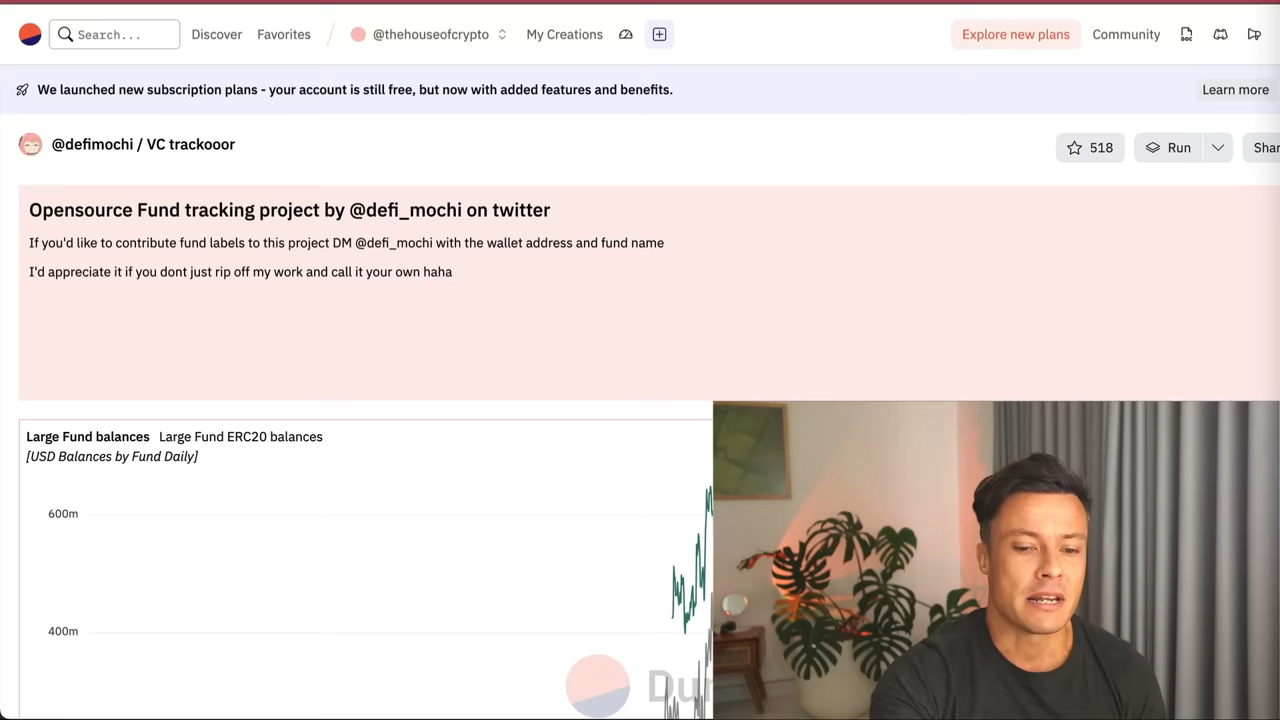 Search... Discover Favorites @thehouseofcrypto My Creations Explore new plans Community DOC
We launched new subscription plans - your account is still free, but now with added features and benefits. Learn more
@defimochi / VC trackooor 518 Run Shar
Opensource Fund tracking project by @defi_mochi on twitter
If you'd like to contribute fund labels to this project DM @defi_mochi with the wallet address and fund name
I'd appreciate it if you dont just rip off my work and call it your own haha
Large Fund balances Large Fund ERC20 balances
[USD Balances by Fund Daily]
600m
400m
Du